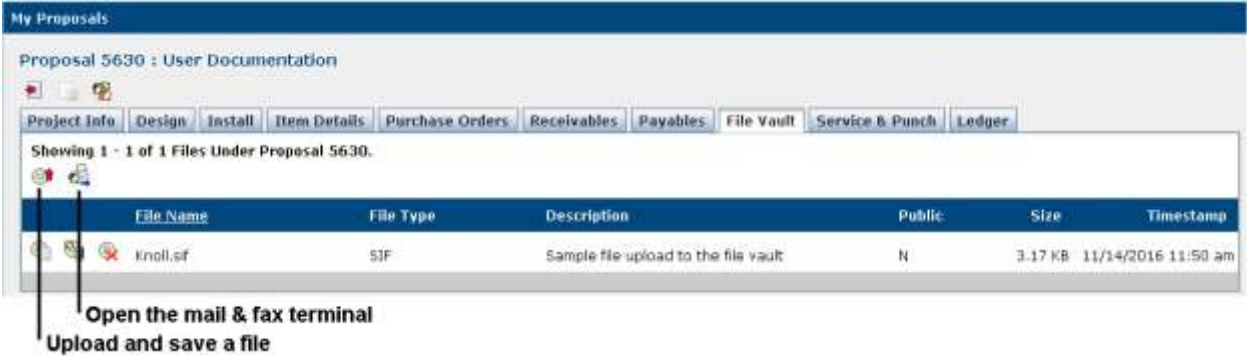 My Proposals
Proposal 5630 : User Documentation
Project Info Design Install Item Details Purchase Orders Receivables Payables File Vault Service & Punch Ledger
Showing 1 - 1 of 1 Files Under Proposal 5630.
File Name File Type Description Public Size Timestamp
Knoll.sif SIF Sample file upload to the file vault N 3.17 KB 11/14/2016 11:50 am
Open the mail & fax terminal
Upload and save a file